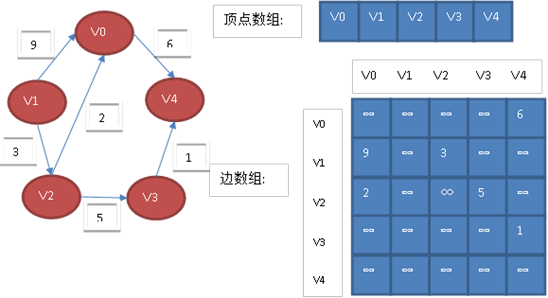 V0
9
6
V1
V4
2
3
1
V2
V3
5
顶点数组:
V0 V1 V2 V3 V4
边数组:
V0 V1 V2 V3 V4
V0 ∞ ∞ ∞ ∞ 6
V1 9 ∞ 3 ∞ ∞
V2 2 ∞ ∞ 5 ∞
V3 ∞ ∞ ∞ ∞ 1
V4 ∞ ∞ ∞ ∞ ∞